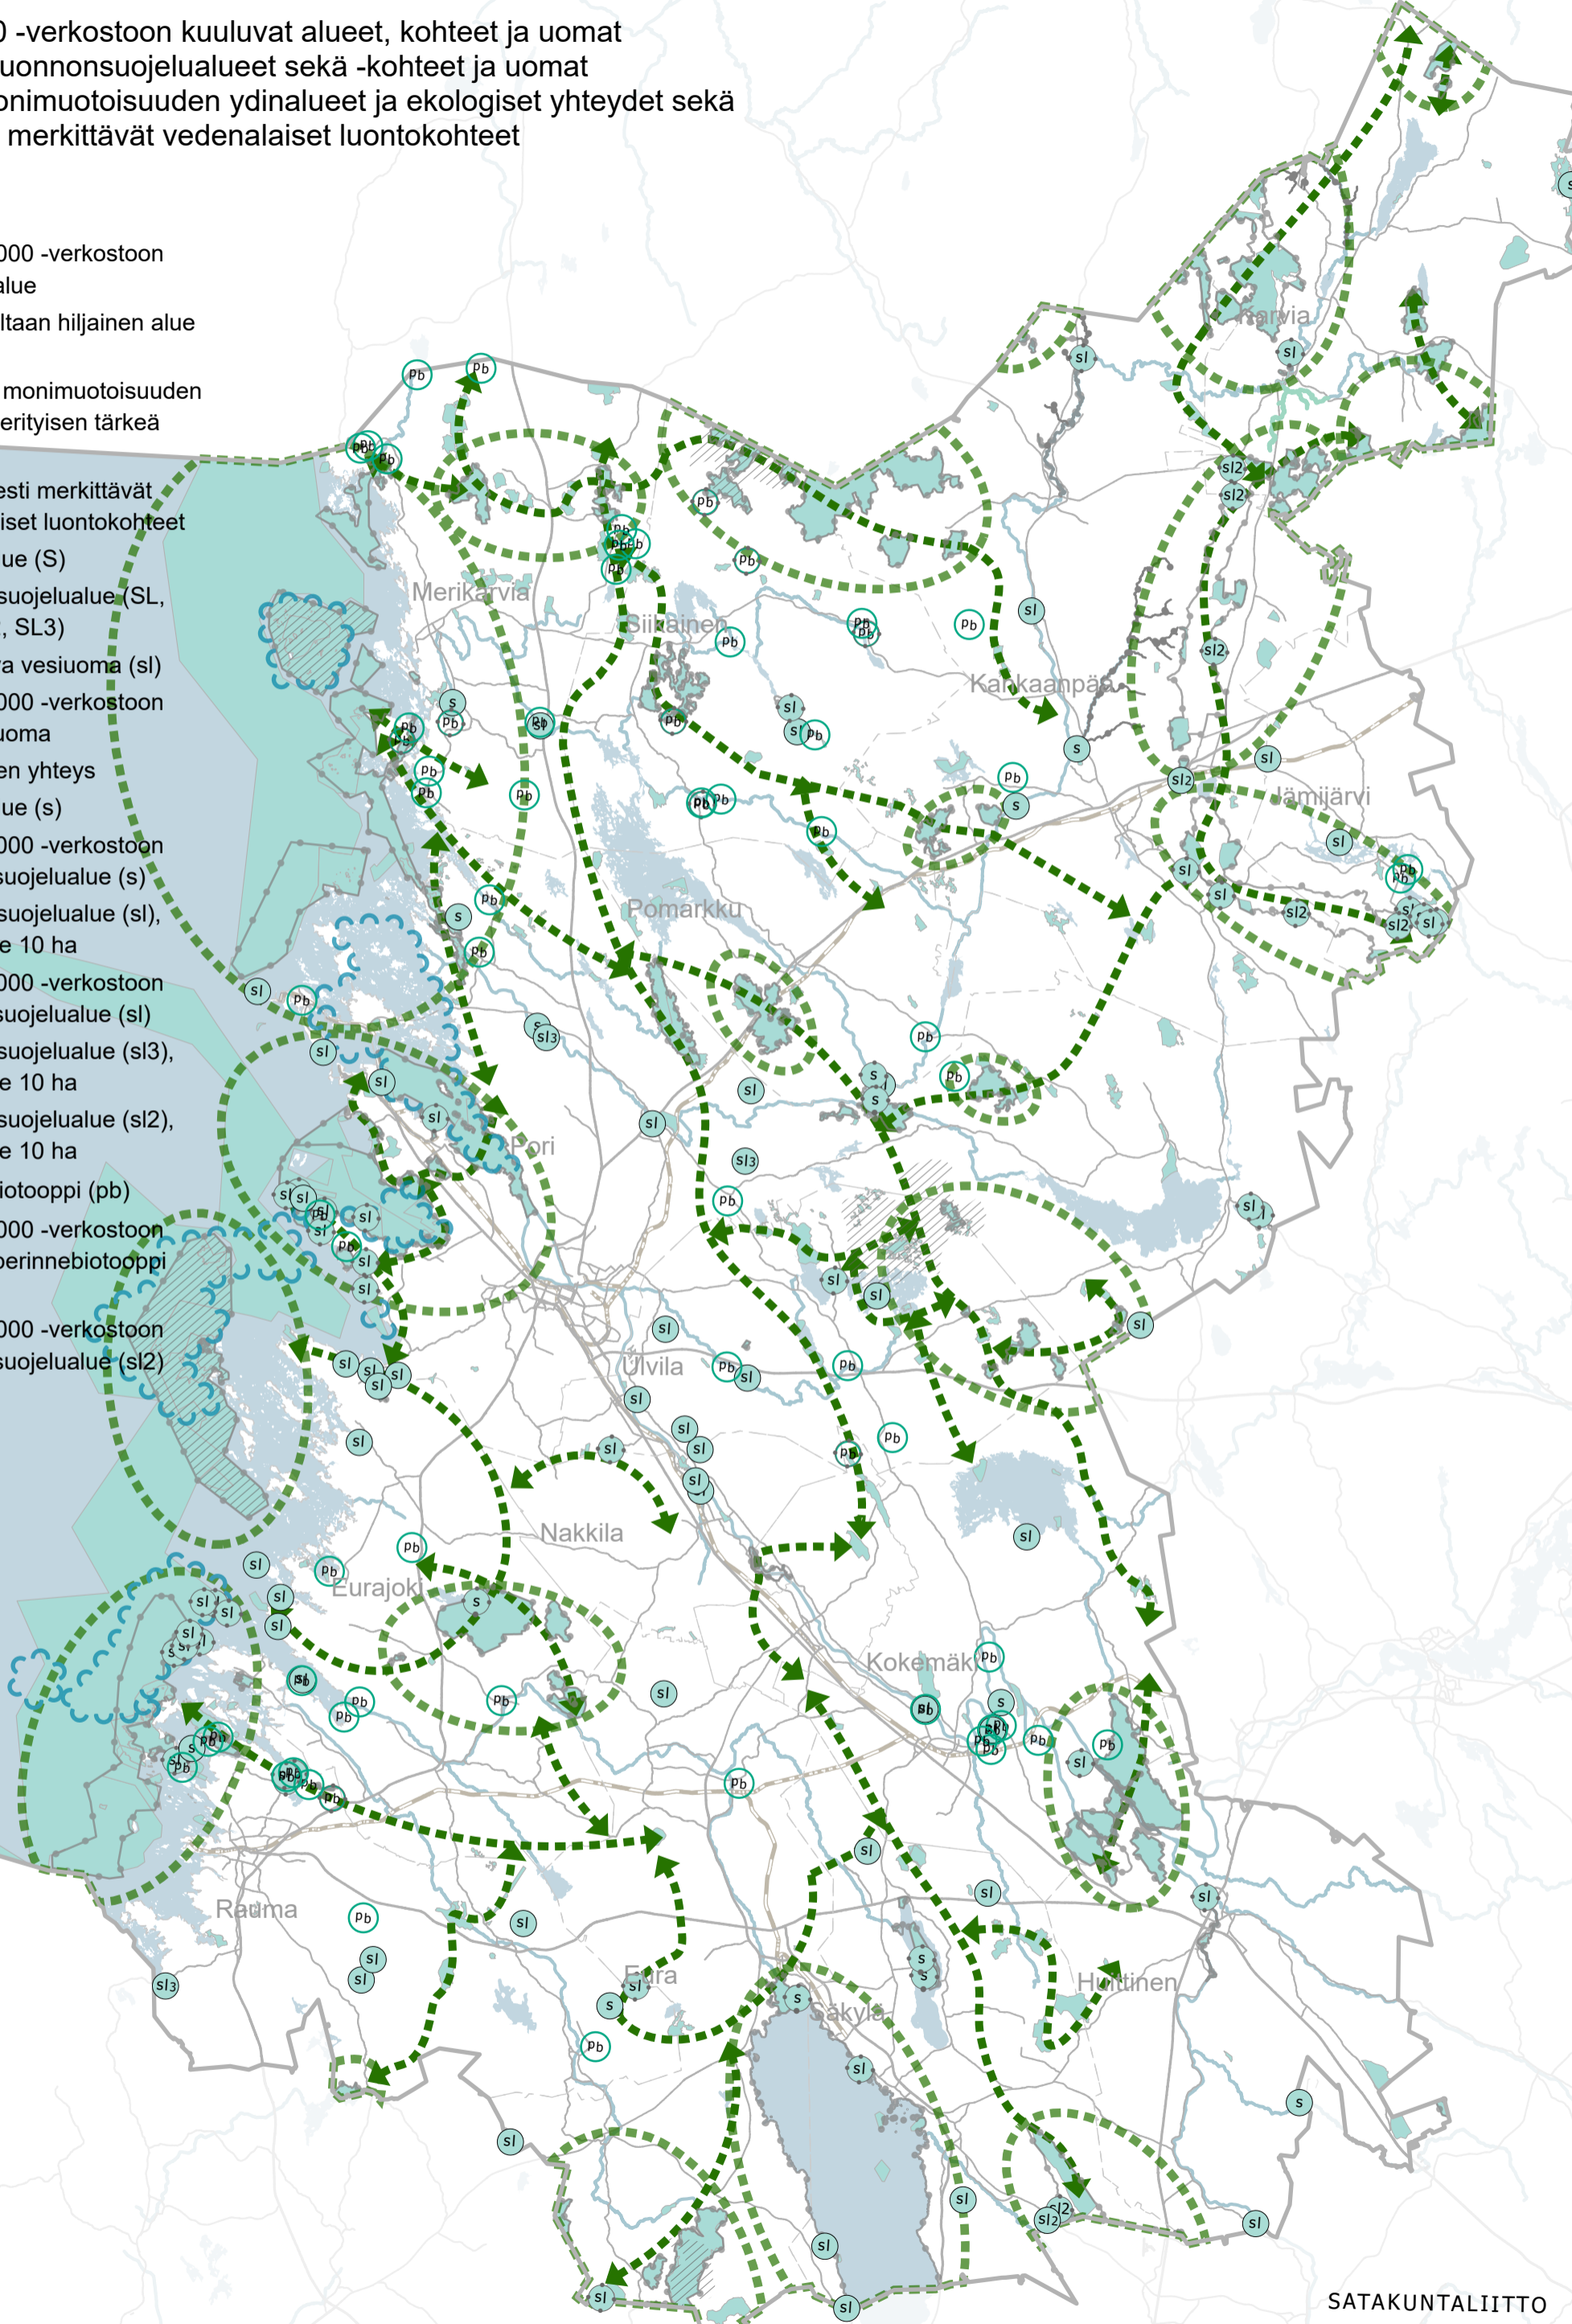 0 -verkostoon kuuluvat alueet, kohteet ja uomat
uonnonsuojelualueet sekä -kohteet ja uomat
onimuotoisuuden ydinalueet ja ekologiset yhteydet sekä
merkittävät vedenalaiset luontokohteet
000 -verkostoon
alue
ltaan hiljainen alue
monimuotoisuuden
erityisen tärkeä
esti merkittävät
iset luontokohteet
lue (S)
suojelualue (SL,
, SL3)
va vesiuoma (sl)
000 -verkostoon
uoma
en yhteys
lue (s)
000 -verkostoon
suojelualue (s)
suojelualue (sl),
e 10 ha
000 -verkostoon
suojelualue (sl)
suojelualue (sl3),
e 10 ha
suojelualue (sl2),
e 10 ha
iotooppi (pb)
000 -verkostoon
perinnebiotooppi
000 -verkostoon
suojelualue (sl2)
Karvia
Merikarvia
Siikainen
Kankaanpää
Jämijärvi
Pomarkku
Pori
Ulvila
Nakkila
Eurajoki
Kokemäki
Rauma
Eura
Säkylä
Huittinen
SATAKUNTALIITTO